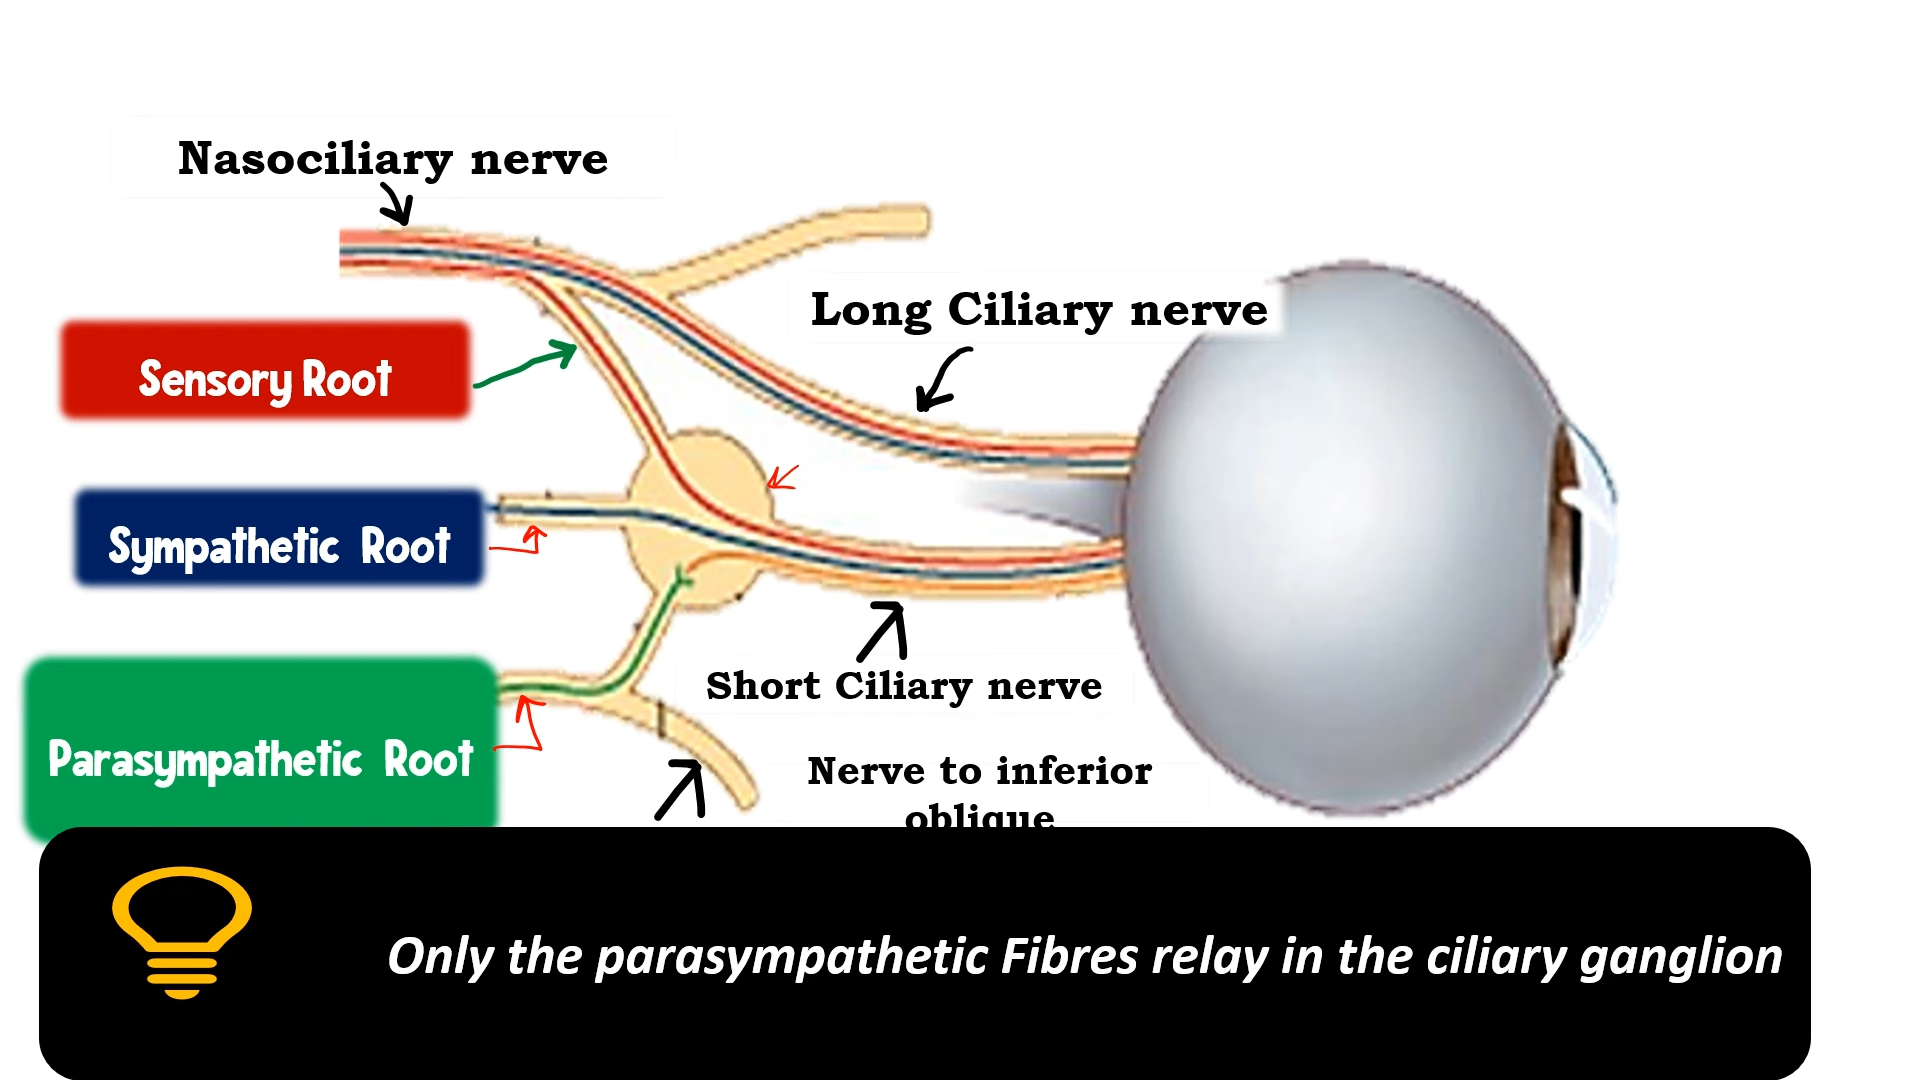 Nasociliary nerve
Long Ciliary nerve
Sensory Root
Sympathetic Root
Short Ciliary nerve
Parasympathetic Root
Nerve to inferior
oblique
Only the parasympathetic Fibres relay in the ciliary ganglion